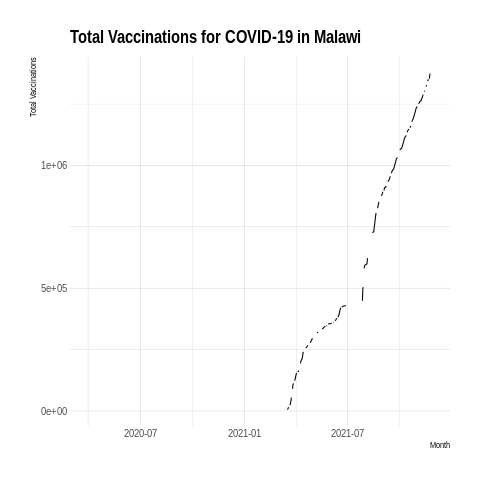 Total Vaccinations for COVID-19 in Malawi
Total Vaccinations
1e+06
5e+05
0e+00
2020-07 2021-01 2021-07
Month